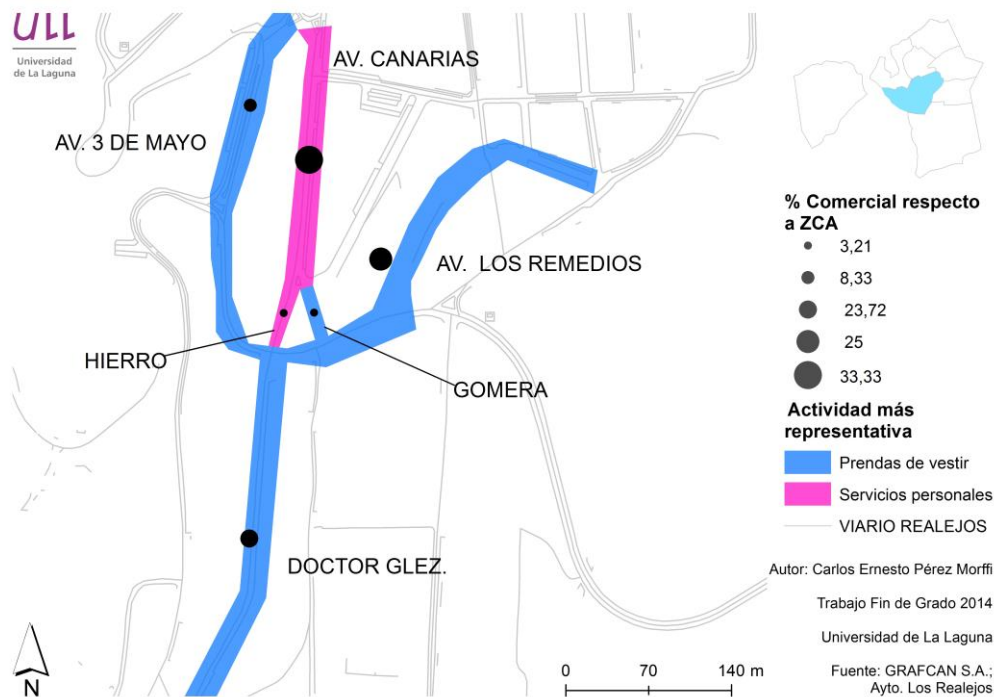 ULL
Universidad
de La Laguna
AV. CANARIAS
AV. 3 DE MAYO
AV. LOS REMEDIOS
HIERRO
GOMERA
DOCTOR GLEZ.
N
0 70 140 m
% Comercial respecto
a ZCA
3,21
8,33
23,72
25
33,33
Actividad más
representativa
Prendas de vestir
Servicios personales
VIARIO REALEJOS
Autor: Carlos Ernesto Pérez Morffi
Trabajo Fin de Grado 2014
Universidad de La Laguna
Fuente: GRAFCAN S.A.;
Ayto. Los Realejos